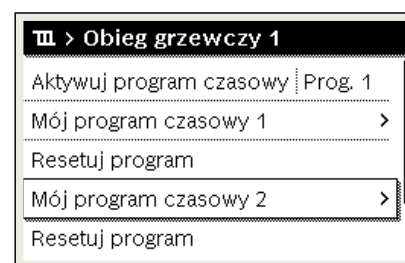 > Obieg grzewczy 1
Aktywuj program czasowy Prog. 1
Mój program czasowy 1 >
Resetuj program
Mój program czasowy 2 >
Resetuj program